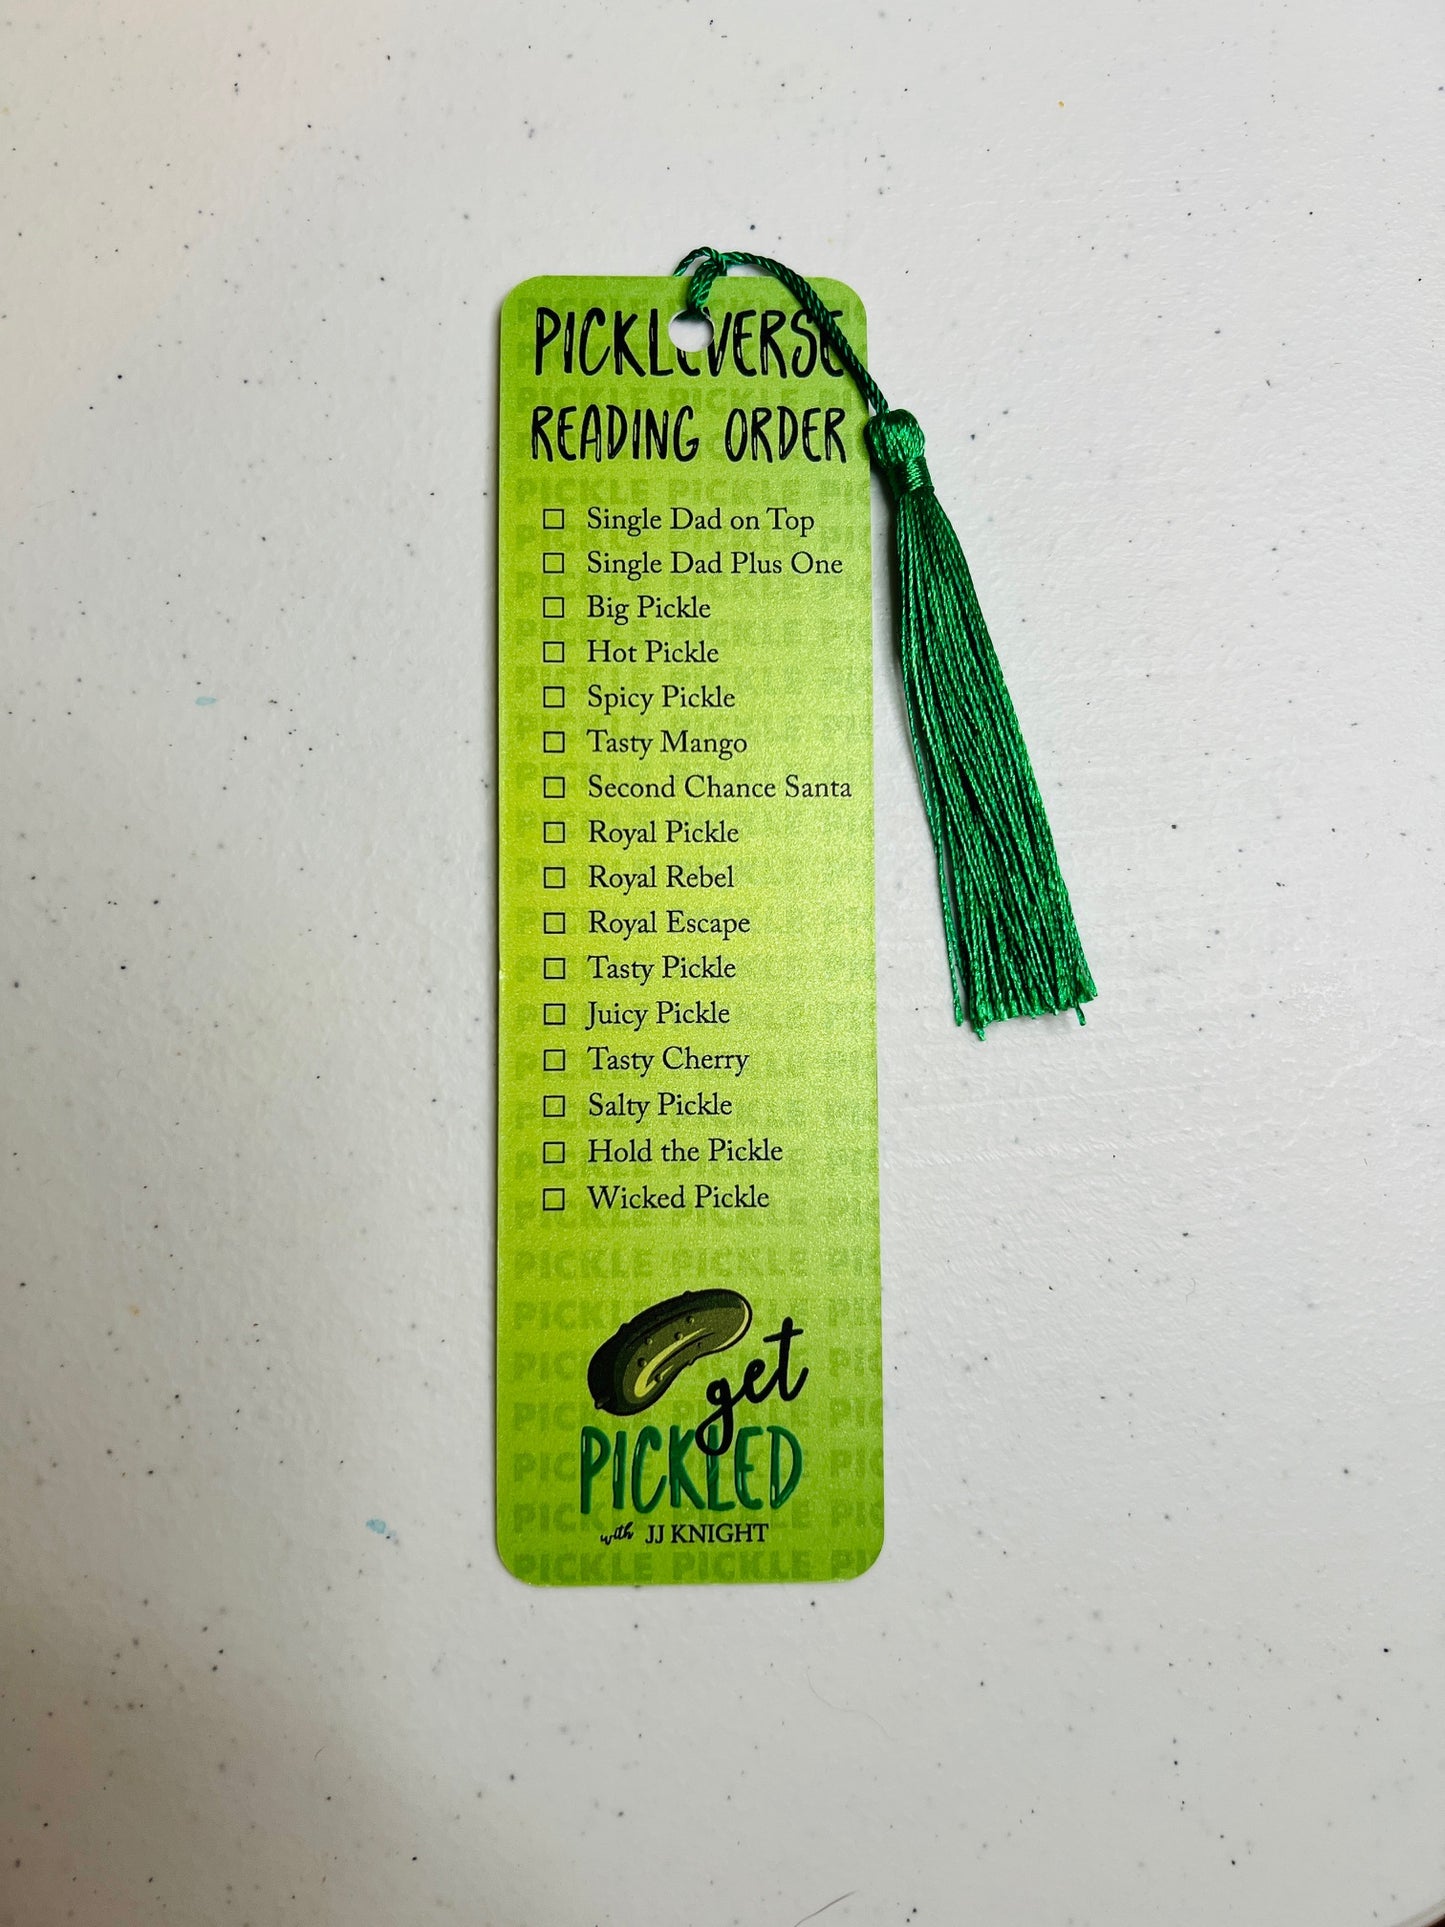 PICKLEVERSE
READING ORDER
☐ Single Dad on Top
☐ Single Dad Plus One
☐ Big Pickle
☐ Hot Pickle
☐ Spicy Pickle
☐ Tasty Mango
☐ Second Chance Santa
☐ Royal Pickle
☐ Royal Rebel
☐ Royal Escape
☐ Tasty Pickle
☐ Juicy Pickle
☐ Tasty Cherry
☐ Salty Pickle
☐ Hold the Pickle
☐ Wicked Pickle
get
PICKLED
with JJ KNIGHT